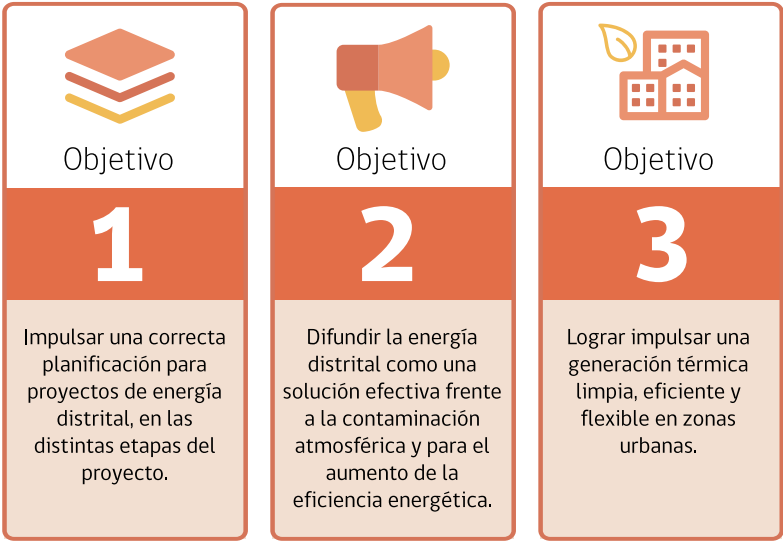 Objetivo
1
Impulsar una correcta
planificación para
proyectos de energía
distrital, en las
distintas etapas del
proyecto.
Objetivo
2
Difundir la energía
distrital como una
solución efectiva frente
a la contaminación
atmosférica y para el
aumento de la
eficiencia energética.
Objetivo
3
Lograr impulsar una
generación térmica
limpia, eficiente y
flexible en zonas
urbanas.